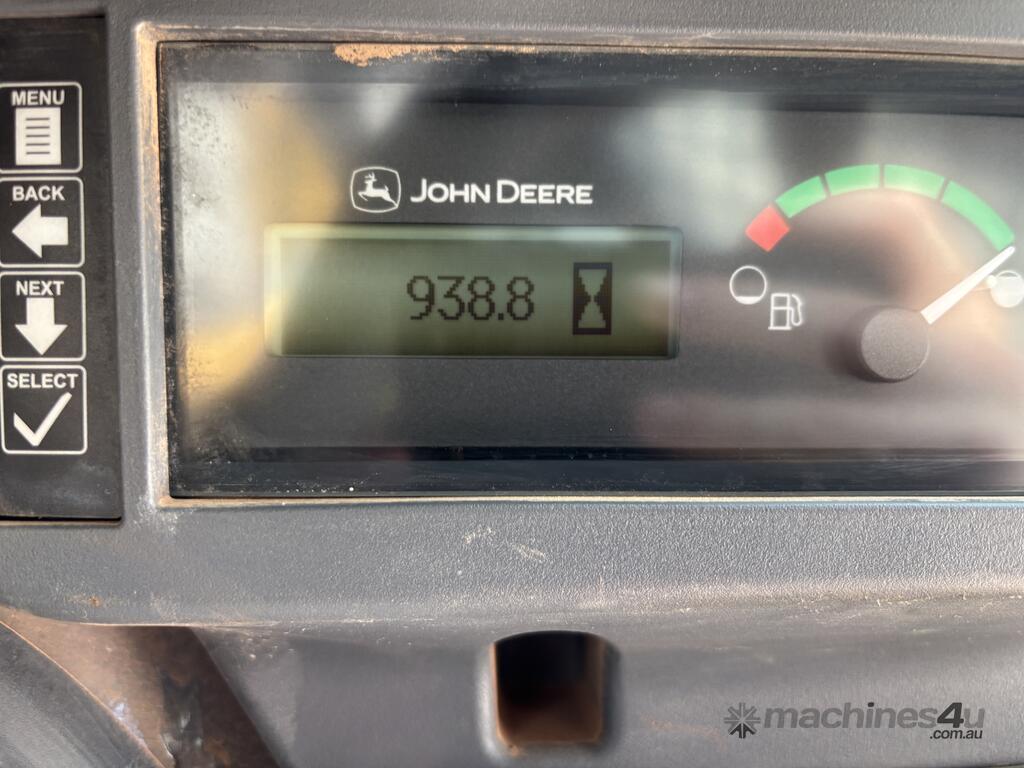 MENU
BACK
NEXT
SELECT
JOHN DEERE
938.8
machines4u
.com.au